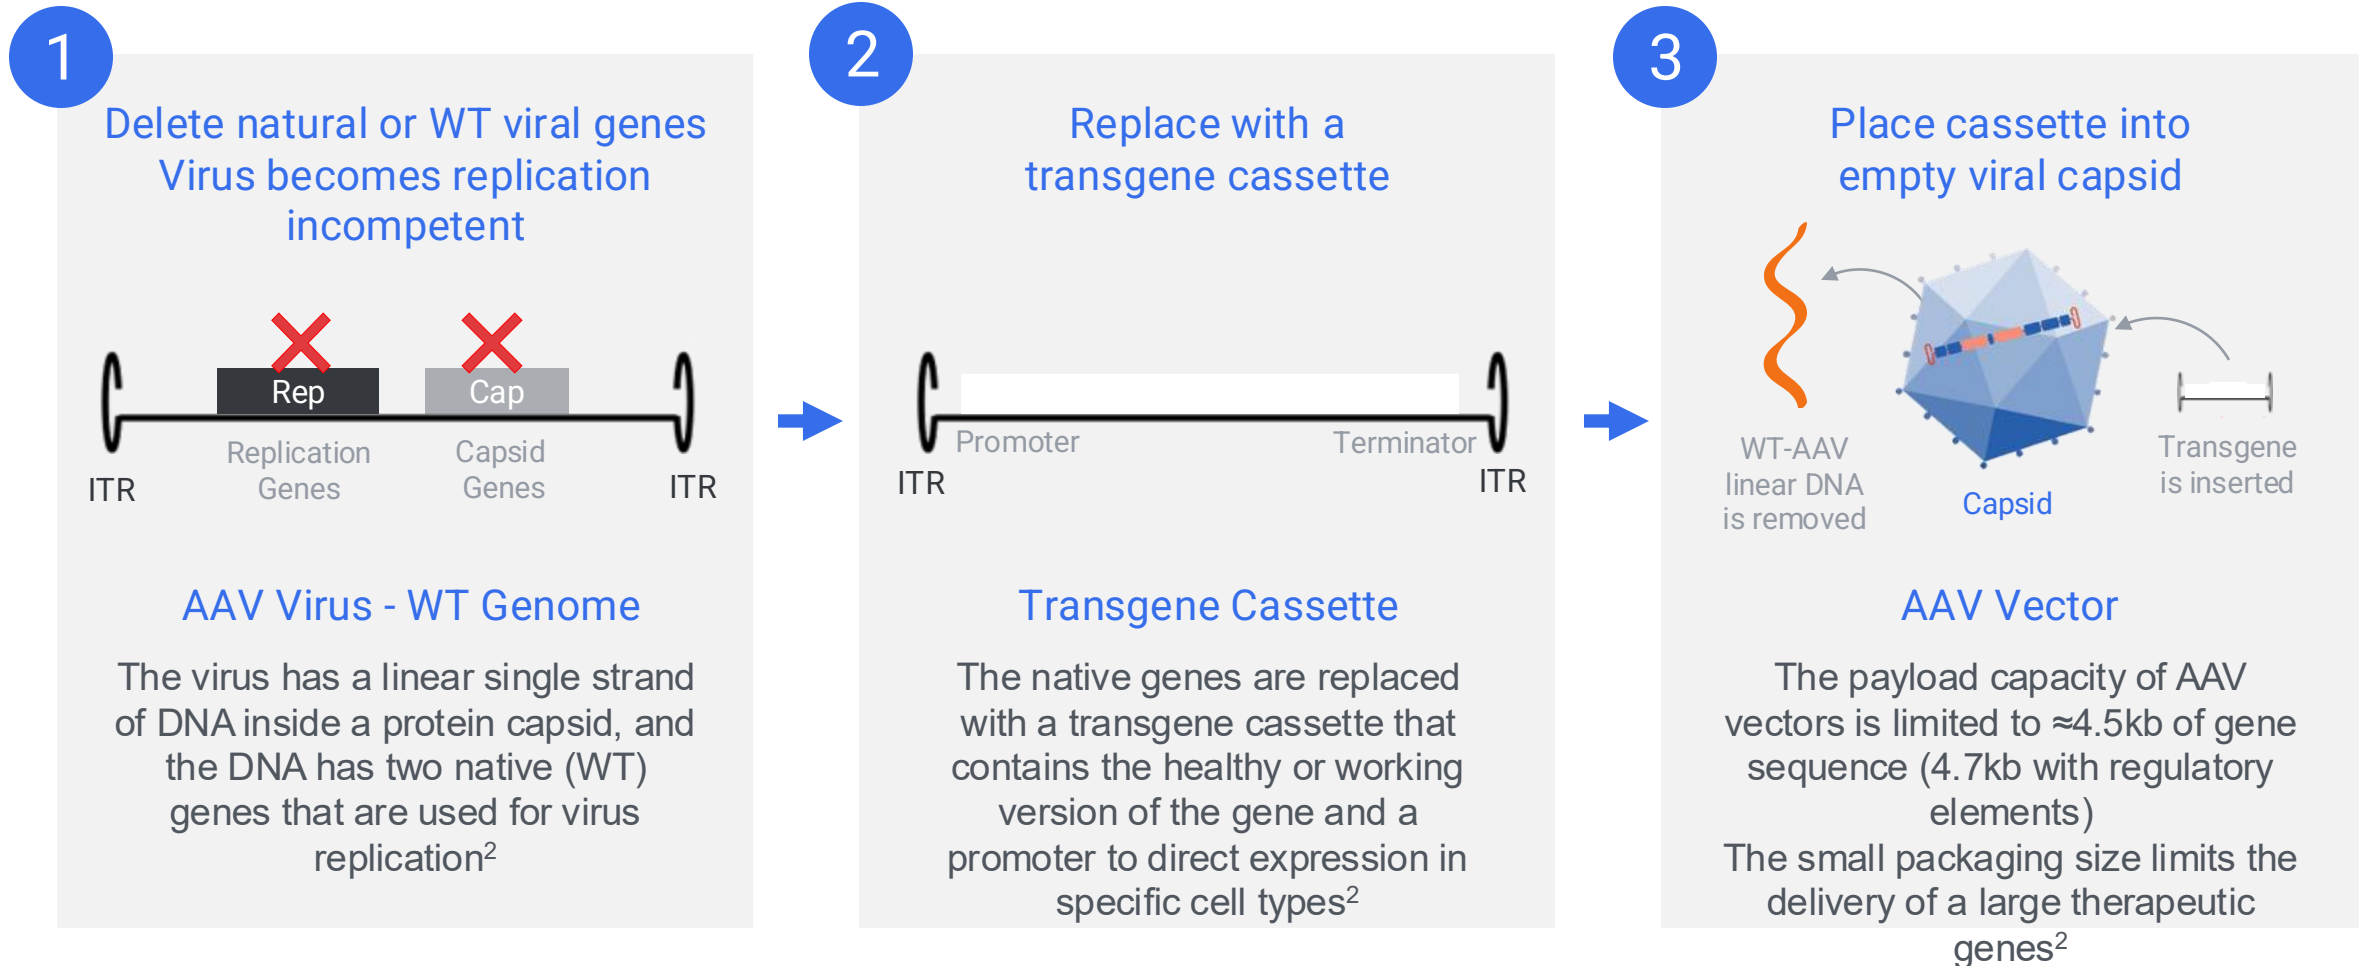 1
Delete natural or WT viral genes
Virus becomes replication
incompetent
Rep
Cap
Replication
Genes
Capsid
Genes
ITR
ITR
AAV Virus - WT Genome
The virus has a linear single strand
of DNA inside a protein capsid, and
the DNA has two native (WT)
genes that are used for virus
replication²
2
Replace with a
transgene cassette
Promoter
Terminator
ITR
ITR
Transgene Cassette
The native genes are replaced
with a transgene cassette that
contains the healthy or working
version of the gene and a
promoter to direct expression in
specific cell types²
3
Place cassette into
empty viral capsid
WT-AAV
linear DNA
is removed
Capsid
Transgene
is inserted
AAV Vector
The payload capacity of AAV
vectors is limited to ≈4.5kb of gene
sequence (4.7kb with regulatory
elements)
The small packaging size limits the
delivery of a large therapeutic
genes²